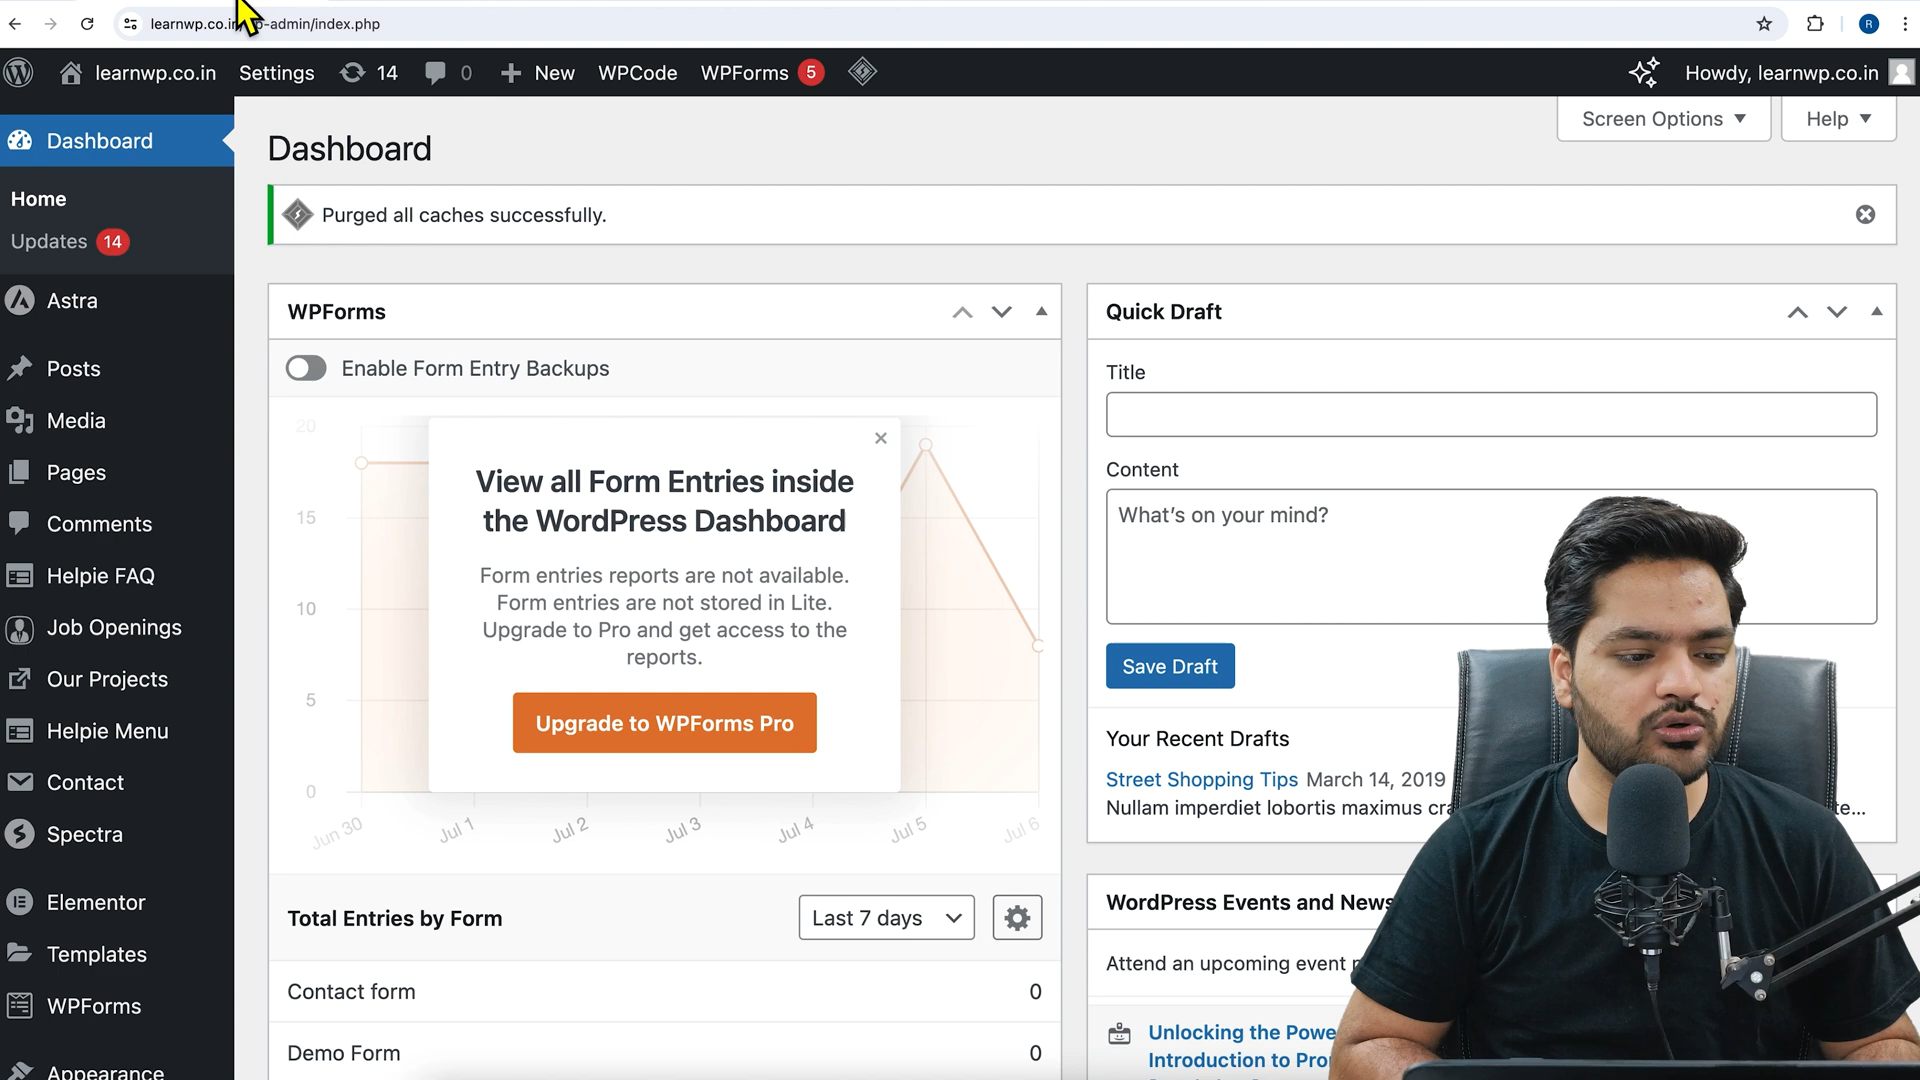 learnwp.co.in -admin/index.php
learnwp.co.in Settings 14 0 New WPCode WPForms 5 Howdy, learnwp.co.in
Screen Options Help
Dashboard
Home
Updates 14
Astra
Posts
Media
Pages
Comments
Helpie FAQ
Job Openings
Our Projects
Helpie Menu
Contact
Spectra
Elementor
Templates
WPForms
Appearance
Dashboard
Purged all caches successfully.
WPForms
Enable Form Entry Backups
20
15
10
5
0
Jun 30 Jul 1 Jul 2 Jul 3 Jul 4 Jul 5 Jul 6
View all Form Entries inside
the WordPress Dashboard
Form entries reports are not available.
Form entries are not stored in Lite.
Upgrade to Pro and get access to the
reports.
Upgrade to WPForms Pro
Total Entries by Form Last 7 days
Contact form 0
Demo Form 0
Quick Draft
Title
Content
What's on your mind?
Save Draft
Your Recent Drafts
Street Shopping Tips March 14, 2019
Nullam imperdiet lobortis maximus te...
WordPress Events and News
Attend an upcoming event
Unlocking the
Introduction to
R